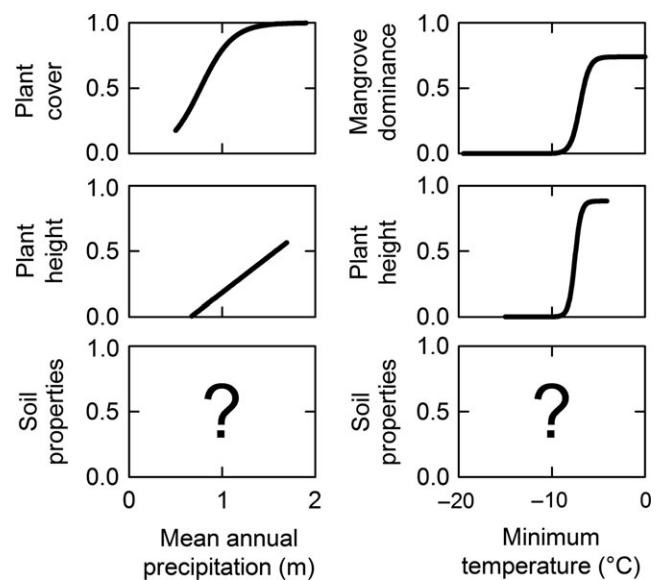 1.0
0.5
0.0
Plant
cover
1.0
0.5
0.0
Mangrove
dominance
1.0
0.5
0.0
Plant
height
1.0
0.5
0.0
Plant
height
1.0
0.5
0.0
Soil
properties
?
0 1 2
Mean annual
precipitation (m)
1.0
0.5
0.0
Soil
properties
?
–20 –10 0
Minimum
temperature (°C)